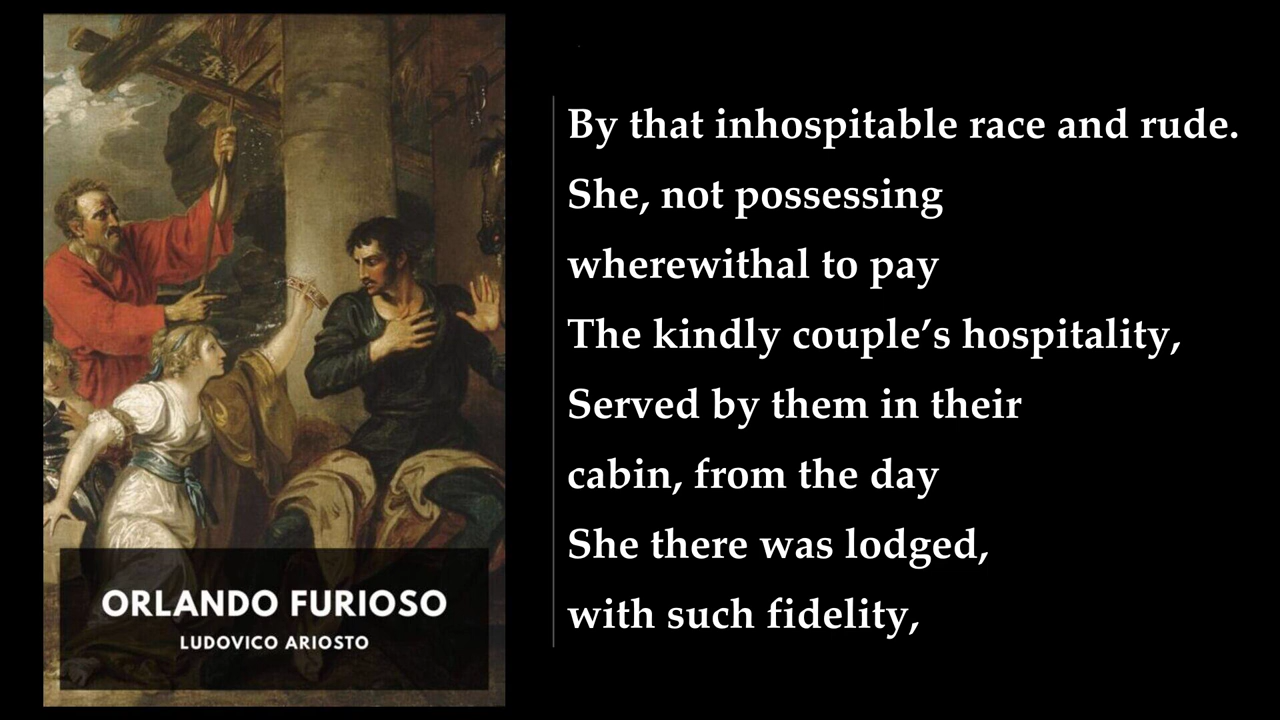 ORLANDO FURIOSO
LUDOVICO ARIOSTO
By that inhospitable race and rude.
She, not possessing
wherewithal to pay
The kindly couple’s hospitality,
Served by them in their
cabin, from the day
She there was lodged,
with such fidelity,